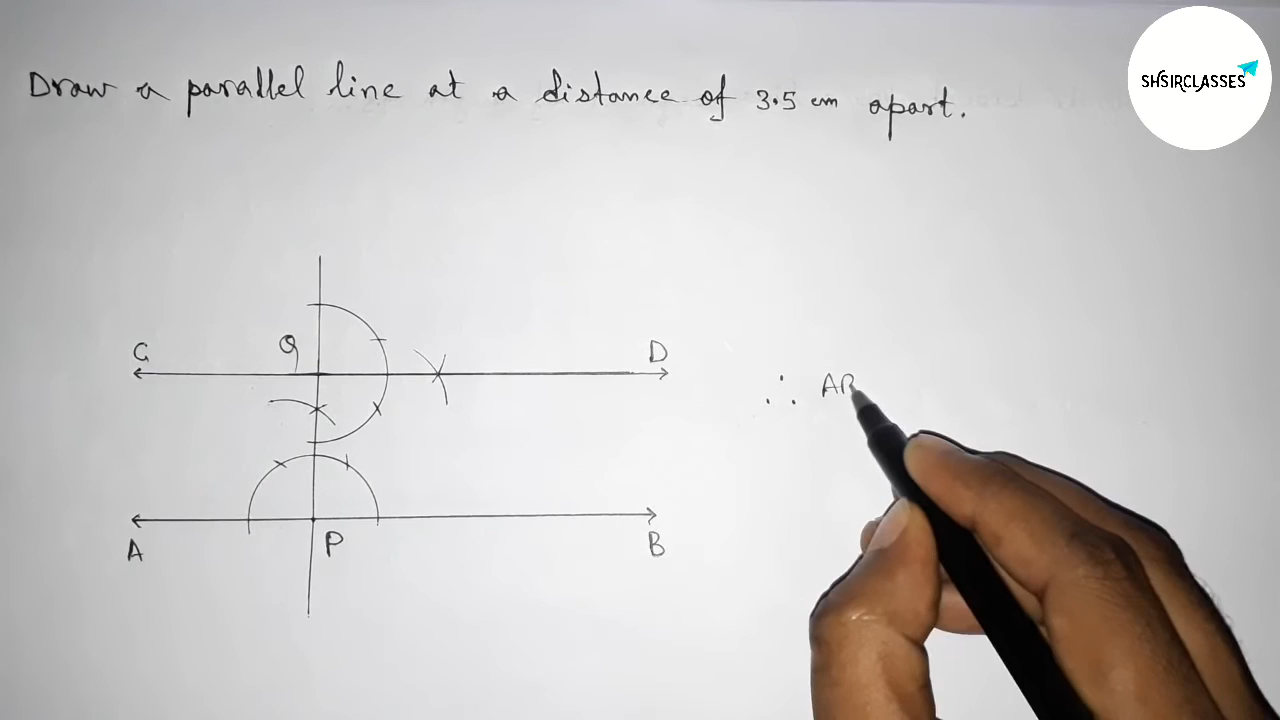 Draw a parallel line at a distance of 3.5 cm apart.
SHSIRCLASSES
Q
C D
∴ AB
P
A B